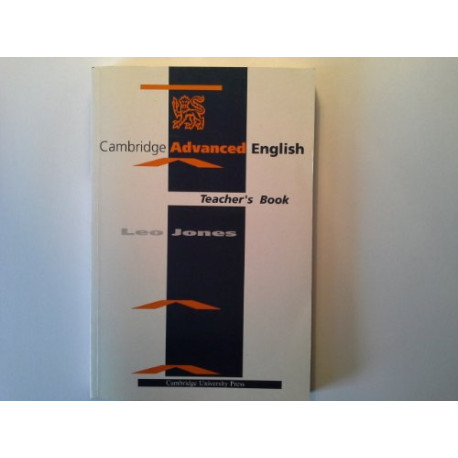 Cambridge Advanced English
Teacher's Book
Leo Jones
Cambridge University Press